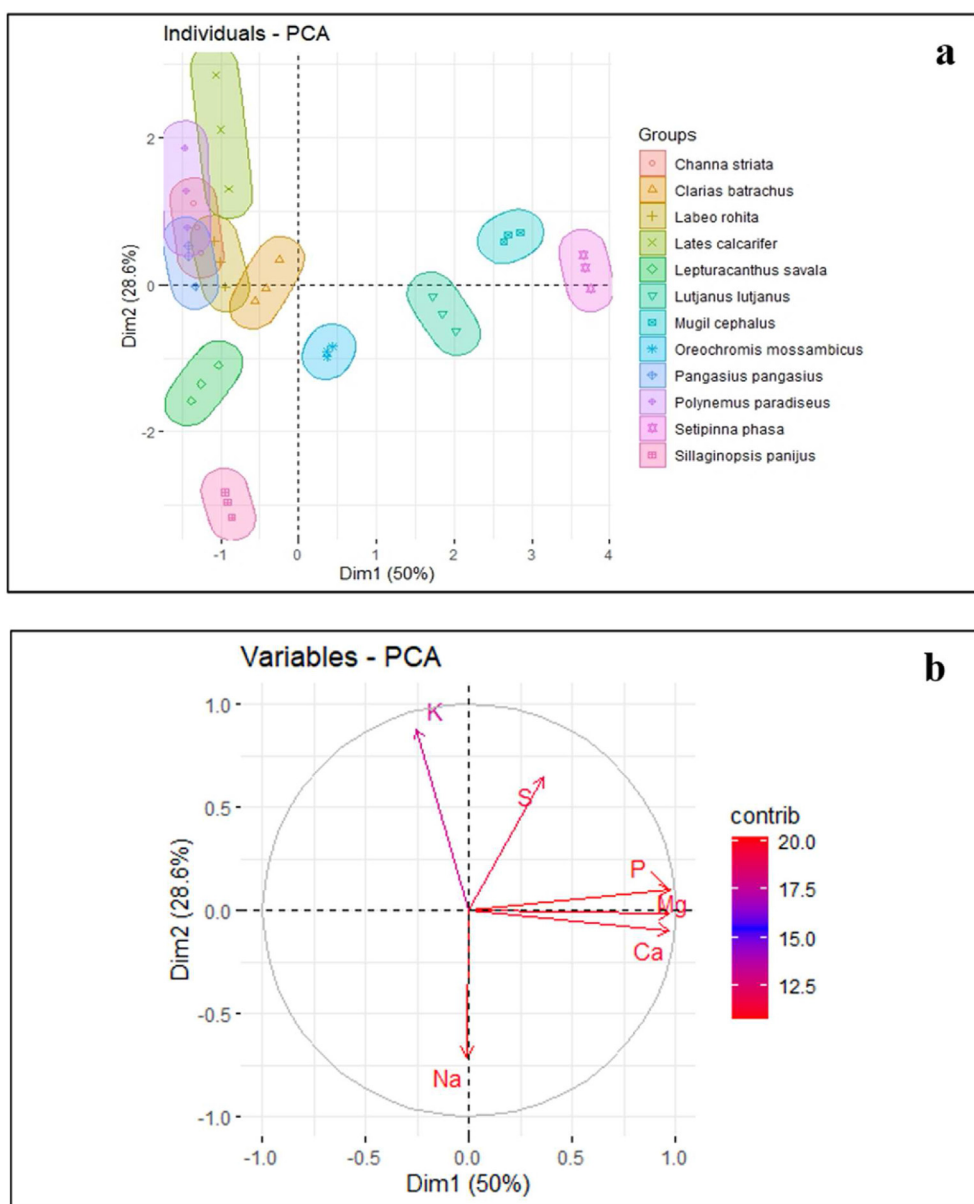 Individuals - PCA
a
2
0
-2
Dim2 (28.6%)
-1
0
1
2
3
4
Dim1 (50%)
Groups
Channa striata
Clarias batrachus
Labeo rohita
Lates calcarifer
Lepturacanthus savala
Lutjanus lutjanus
Mugil cephalus
Oreochromis mossambicus
Pangasius pangasius
Polynemus paradiseus
Setipinna phasa
Sillaginopsis panijus
Variables - PCA
b
1.0
0.5
0.0
-0.5
-1.0
Dim2 (28.6%)
K
S
P
Mg
Ca
Na
-1.0
-0.5
0.0
0.5
1.0
Dim1 (50%)
contrib
20.0
17.5
15.0
12.5